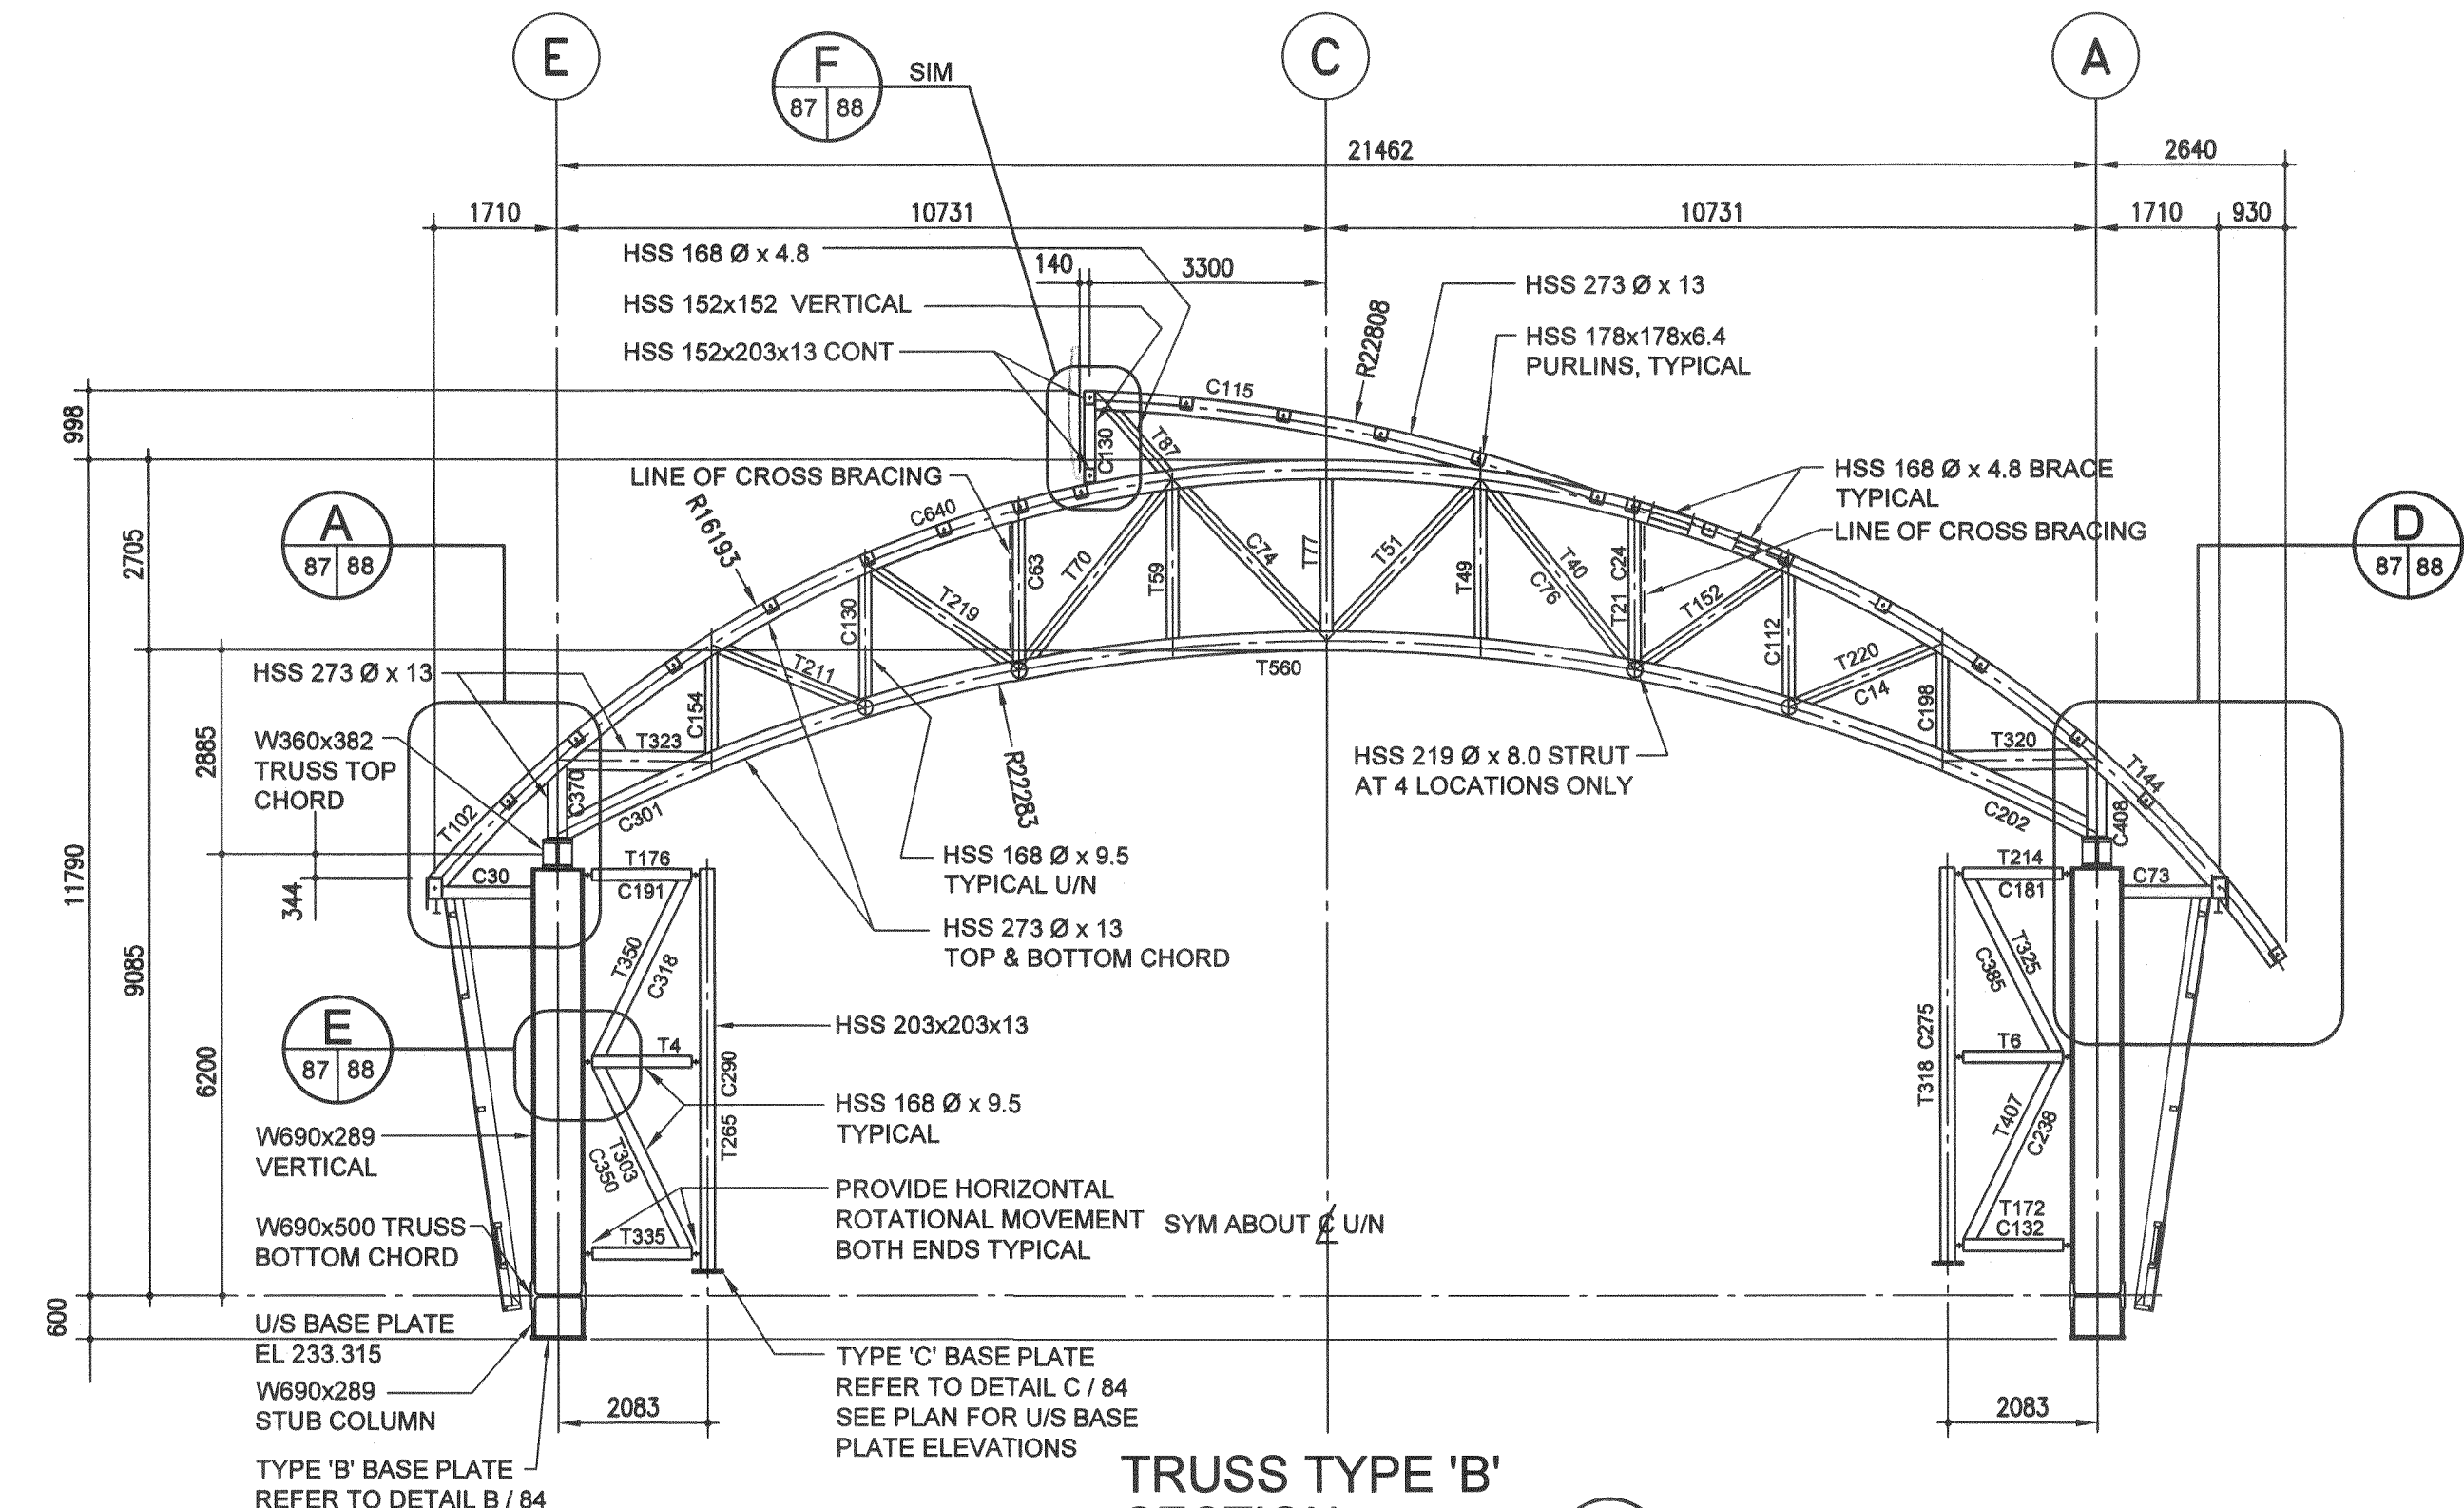 E
C
A
F
87 88
SIM
21462
2640
1710
10731
10731
1710
930
HSS 168 Ø x 4.8
140
3300
HSS 273 Ø x 13
HSS 152x152 VERTICAL
HSS 152x203x13 CONT
R22808
HSS 178x178x6.4
PURLINS, TYPICAL
998
C115
T87
C130
LINE OF CROSS BRACING
HSS 168 Ø x 4.8 BRACE
TYPICAL
LINE OF CROSS BRACING
A
87 88
D
87 88
R16193
C640
2705
C63
T70
T59
C74
T77
T51
T49
T40
C76
T21 C24
T152
T219
C130
C112
T211
T220
C14
T560
C154
C198
HSS 273 Ø x 13
T323
T320
W360x382
TRUSS TOP
CHORD
2885
C370
C301
T102
R22283
HSS 219 Ø x 8.0 STRUT
AT 4 LOCATIONS ONLY
T144
C202
C408
11790
344
C30
T176
C191
HSS 168 Ø x 9.5
TYPICAL U/N
T214
C181
C73
HSS 273 Ø x 13
TOP & BOTTOM CHORD
9085
T350
C318
T325
C385
E
87 88
HSS 203x203x13
T4
T6
6200
T265 C290
T318 C275
HSS 168 Ø x 9.5
TYPICAL
W690x289
VERTICAL
T303
C350
T407
C238
PROVIDE HORIZONTAL
ROTATIONAL MOVEMENT
BOTH ENDS TYPICAL
SYM ABOUT ℄ U/N
W690x500 TRUSS
BOTTOM CHORD
T335
T172
C132
600
U/S BASE PLATE
EL 233.315
W690x289
STUB COLUMN
TYPE 'C' BASE PLATE
REFER TO DETAIL C / 84
SEE PLAN FOR U/S BASE
PLATE ELEVATIONS
2083
2083
TYPE 'B' BASE PLATE
REFER TO DETAIL B / 84
TRUSS TYPE 'B'